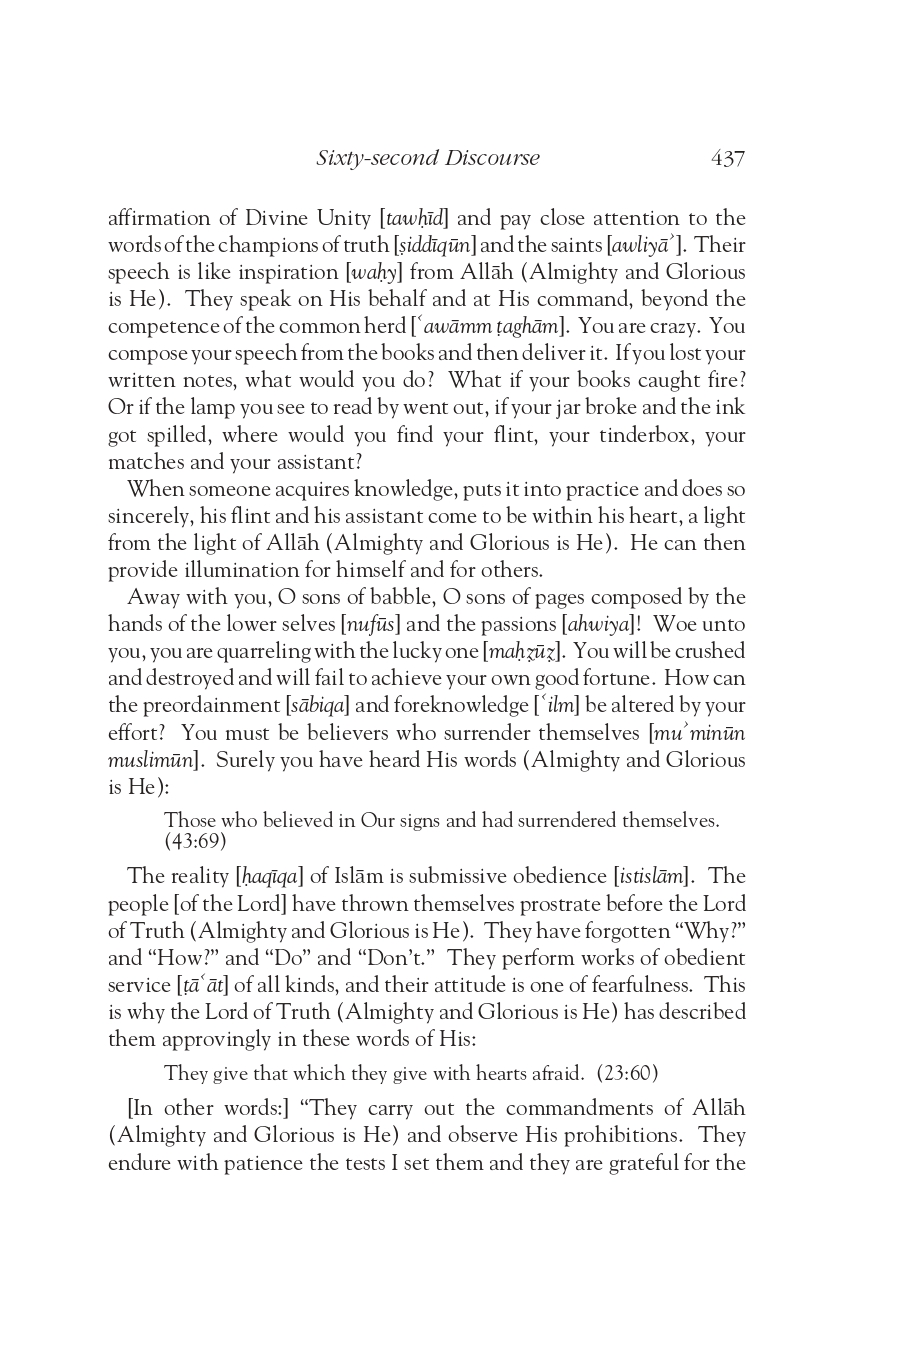 Sixty-second Discourse 437
affirmation of Divine Unity [tawḥīd] and pay close attention to the
words of the champions of truth [ṣiddīqūn] and the saints [awliyāʾ]. Their
speech is like inspiration [waḥy] from Allāh (Almighty and Glorious
is He). They speak on His behalf and at His command, beyond the
competence of the common herd [ʿawāmm ṭaghām]. You are crazy. You
compose your speech from the books and then deliver it. If you lost your
written notes, what would you do? What if your books caught fire?
Or if the lamp you see to read by went out, if your jar broke and the ink
got spilled, where would you find your flint, your tinderbox, your
matches and your assistant?
When someone acquires knowledge, puts it into practice and does so
sincerely, his flint and his assistant come to be within his heart, a light
from the light of Allāh (Almighty and Glorious is He). He can then
provide illumination for himself and for others.
Away with you, O sons of babble, O sons of pages composed by the
hands of the lower selves [nufūs] and the passions [ahwiya]! Woe unto
you, you are quarreling with the lucky one [maḥẓūẓ]. You will be crushed
and destroyed and will fail to achieve your own good fortune. How can
the preordainment [sābiqa] and foreknowledge [ʿilm] be altered by your
effort? You must be believers who surrender themselves [muʾminūn
muslimūn]. Surely you have heard His words (Almighty and Glorious
is He):
Those who believed in Our signs and had surrendered themselves.
(43:69)
The reality [ḥaqīqa] of Islām is submissive obedience [istislām]. The
people [of the Lord] have thrown themselves prostrate before the Lord
of Truth (Almighty and Glorious is He). They have forgotten “Why?”
and “How?” and “Do” and “Don’t.” They perform works of obedient
service [ṭāʿāt] of all kinds, and their attitude is one of fearfulness. This
is why the Lord of Truth (Almighty and Glorious is He) has described
them approvingly in these words of His:
They give that which they give with hearts afraid. (23:60)
[In other words:] “They carry out the commandments of Allāh
(Almighty and Glorious is He) and observe His prohibitions. They
endure with patience the tests I set them and they are grateful for the